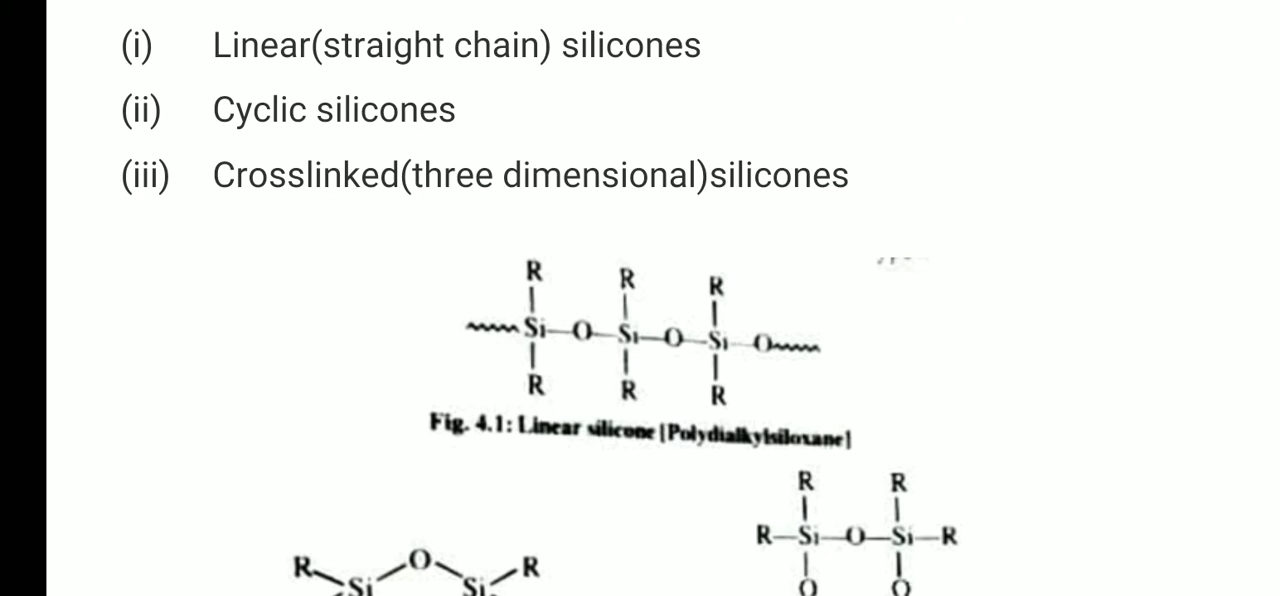 (i) Linear(straight chain) silicones
(ii) Cyclic silicones
(iii) Crosslinked(three dimensional)silicones
R R R
Si—O—Si—O—Si—O
R R R
Fig. 4.1: Linear silicone [Polydialkylsiloxane]
R R
R—Si—O—Si—R
R O R
Si Si O O